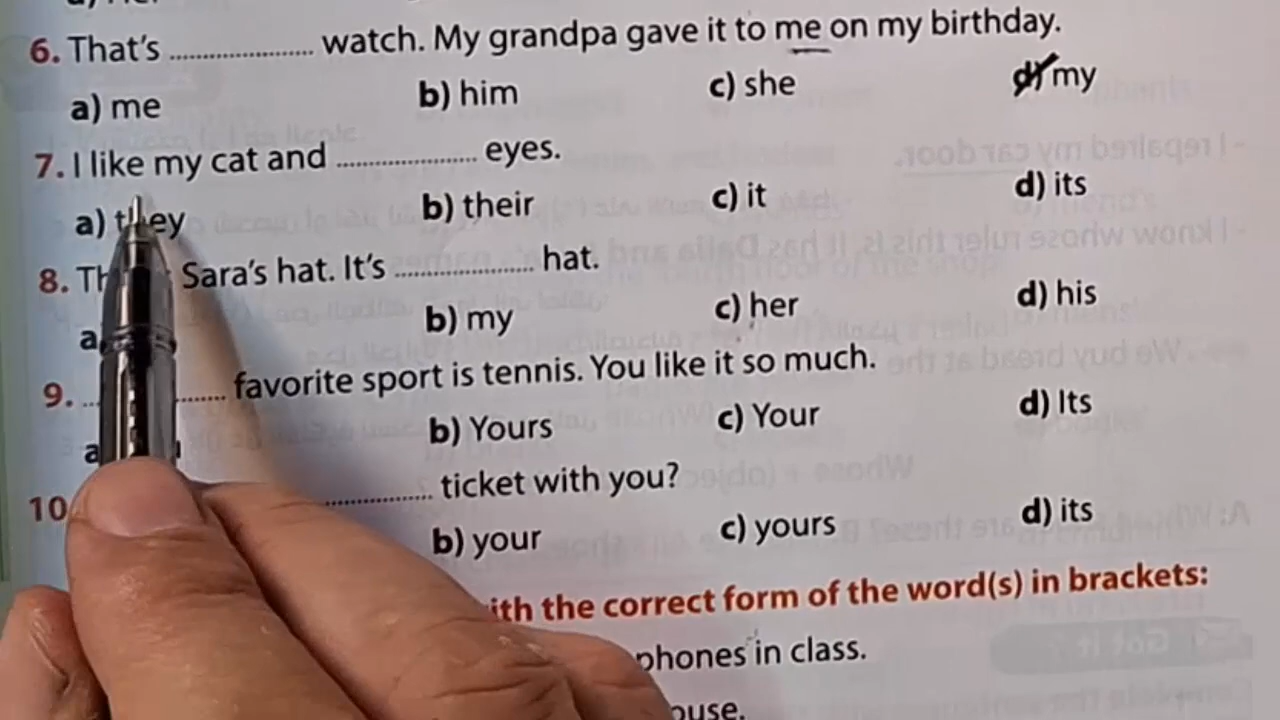 6. That's .................... watch. My grandpa gave it to me on my birthday.
a) me b) him c) she d) my
7. I like my cat and .................... eyes.
a) they b) their c) it d) its
8. Sara's hat. It's .................... hat.
b) my c) her d) his
9. .................... favorite sport is tennis. You like it so much.
b) Yours c) Your d) Its
10 .................... ticket with you?
b) your c) yours d) its
the correct form of the word(s) in brackets:
phones in class.